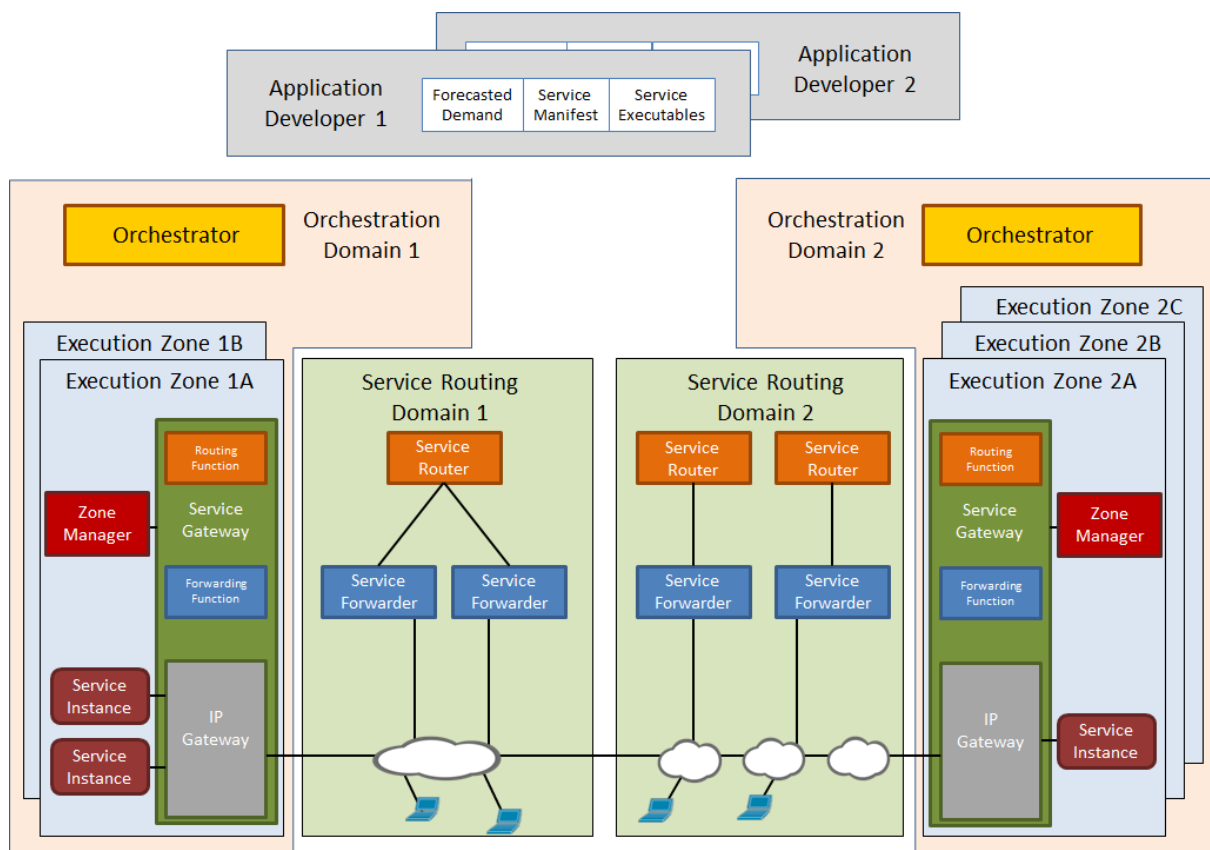 Application
Developer 2
Application
Developer 1
Forecasted
Demand
Service
Manifest
Service
Executables
Orchestrator
Orchestration
Domain 1
Orchestration
Domain 2
Orchestrator
Execution Zone 1B
Execution Zone 1A
Routing
Function
Zone
Manager
Service
Gateway
Forwarding
Function
Service
Instance
Service
Instance
IP
Gateway
Service Routing
Domain 1
Service
Router
Service
Forwarder
Service
Forwarder
Service Routing
Domain 2
Service
Router
Service
Router
Service
Forwarder
Service
Forwarder
Execution Zone 2C
Execution Zone 2B
Execution Zone 2A
Routing
Function
Service
Gateway
Zone
Manager
Forwarding
Function
IP
Gateway
Service
Instance